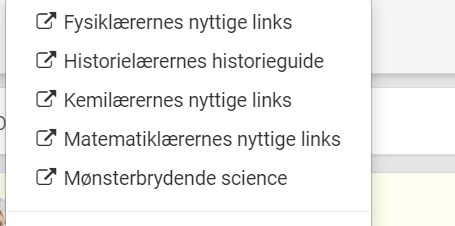 Fysiklærernes nyttige links
Historielærernes historieguide
Kemilærernes nyttige links
Matematiklærernes nyttige links
Mønsterbrydende science